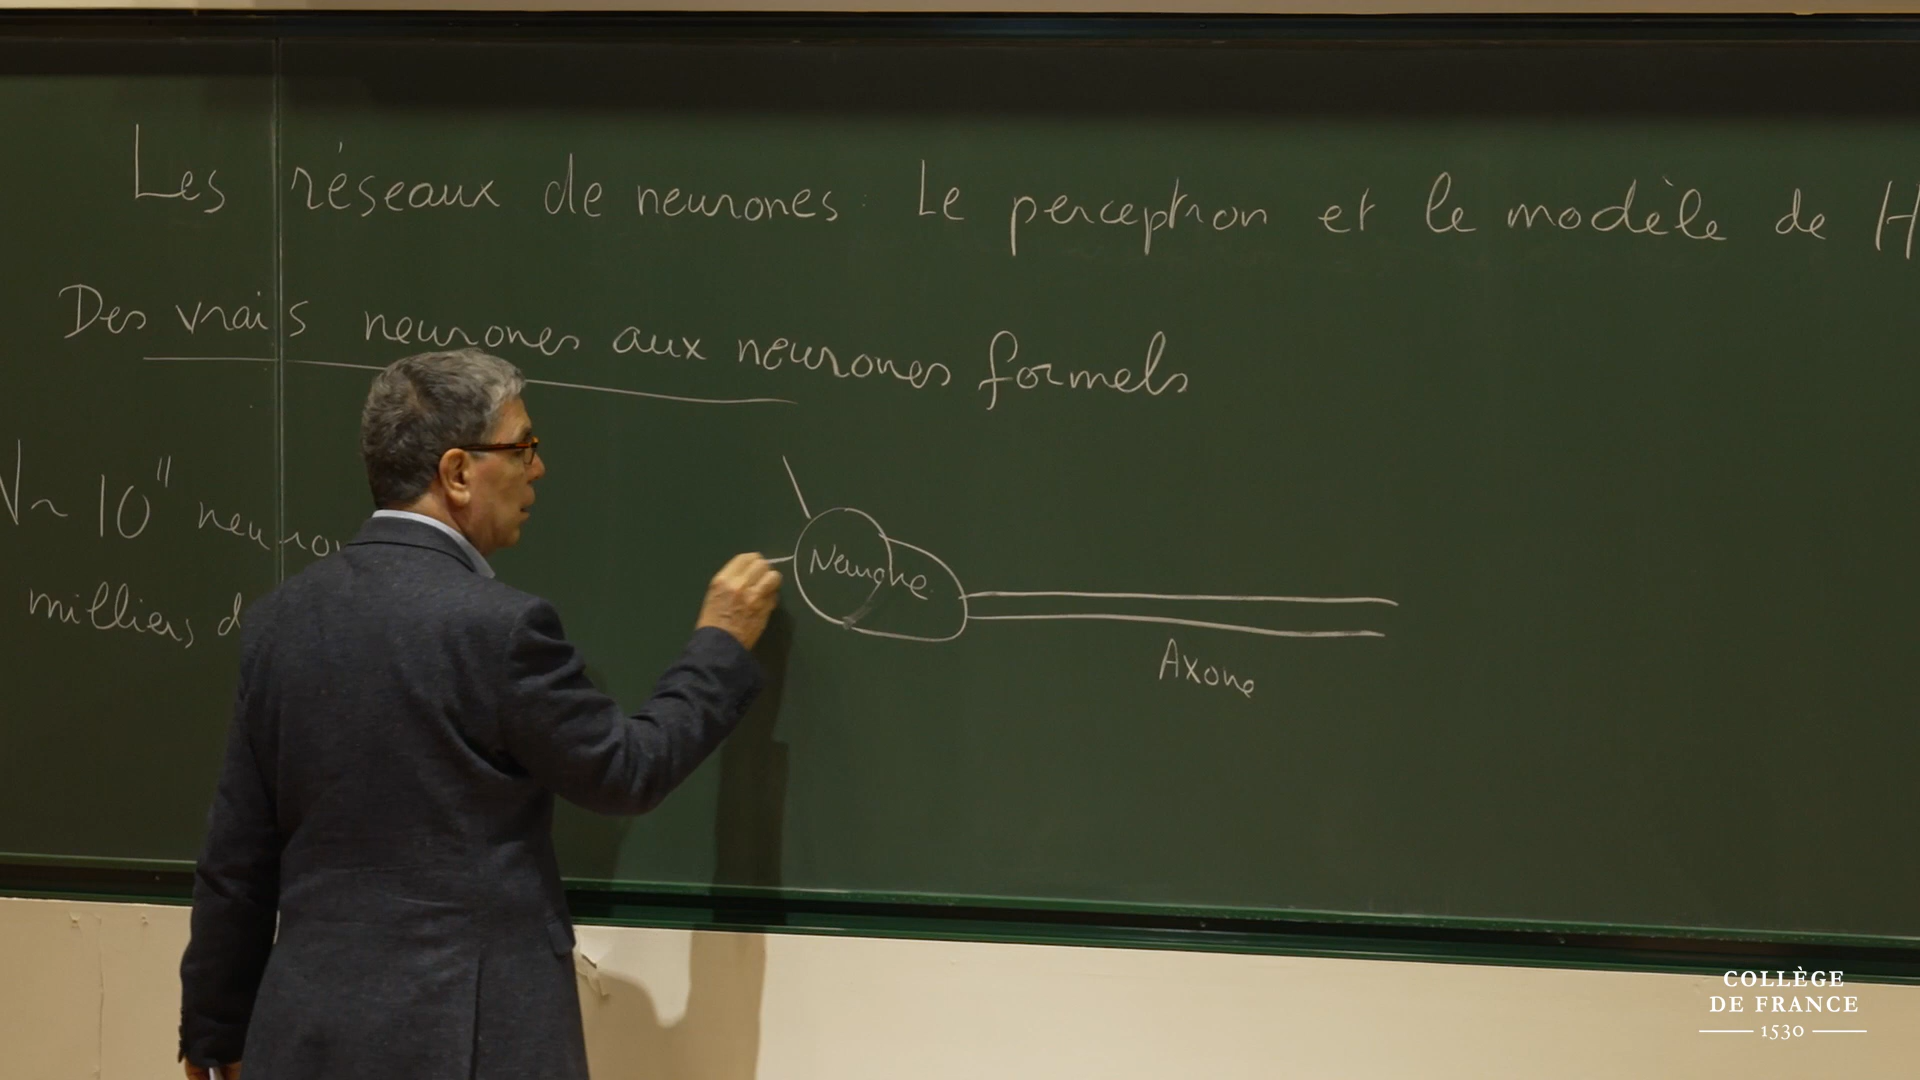 Les réseaux de neurones: Le perceptron et le modèle de H
Des vrais neurones aux neurones formels
N ~ 10¹¹ neuron
milliers d
Neurone
Axone
COLLÈGE
DE FRANCE
1530